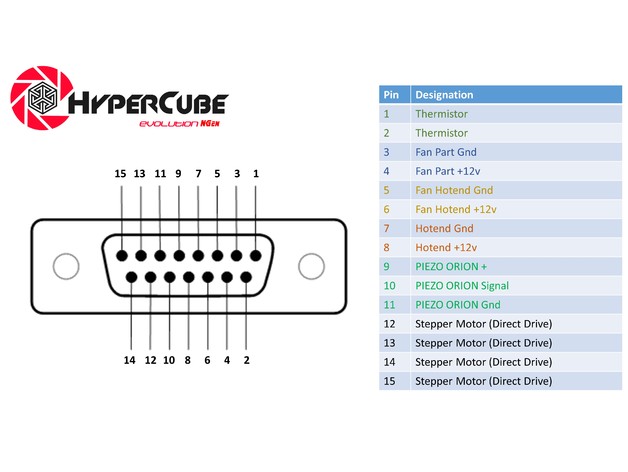 HYPERCUBE
EVOLUTION NGEN
15 13 11 9 7 5 3 1
14 12 10 8 6 4 2
Pin Designation
1 Thermistor
2 Thermistor
3 Fan Part Gnd
4 Fan Part +12v
5 Fan Hotend Gnd
6 Fan Hotend +12v
7 Hotend Gnd
8 Hotend +12v
9 PIEZO ORION +
10 PIEZO ORION Signal
11 PIEZO ORION Gnd
12 Stepper Motor (Direct Drive)
13 Stepper Motor (Direct Drive)
14 Stepper Motor (Direct Drive)
15 Stepper Motor (Direct Drive)